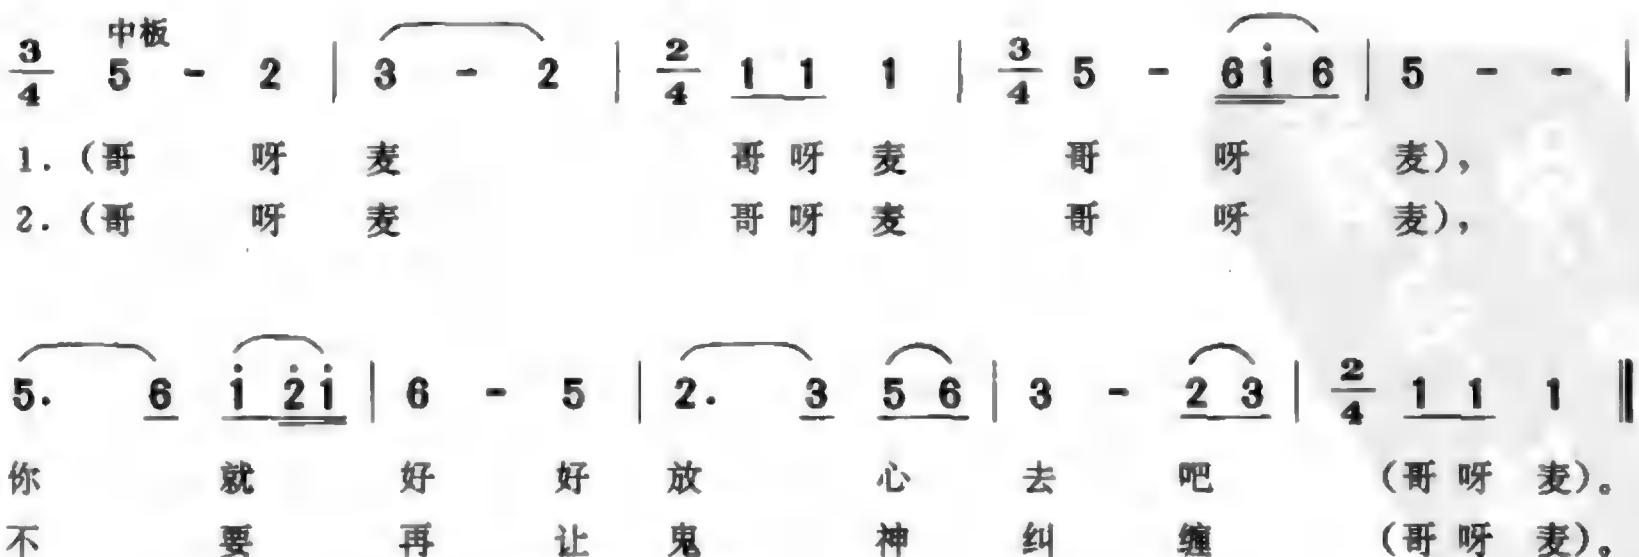 中板
3/4 5 - 2 | 3 - 2 | 2/4 1 1 1 | 3/4 5 - 6 i 6 | 5 - - |
1.(哥 呀 麦 哥 呀 麦 哥 呀 麦),
2.(哥 呀 麦 哥 呀 麦 哥 呀 麦),
5. 6 i 2 i | 6 - 5 | 2. 3 5 6 | 3 - 2 3 | 2/4 1 1 1 ‖
你 就 好 好 放 心 去 吧 (哥 呀 麦)。
不 要 再 让 鬼 神 纠 缠 (哥 呀 麦)。